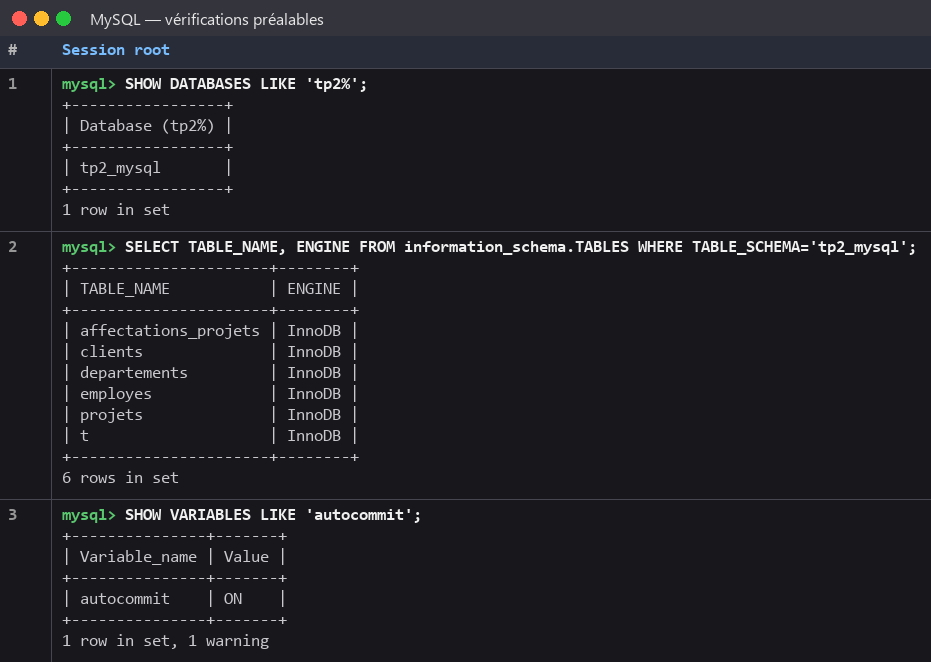 MySQL — vérifications préalables
# Session root
1 mysql> SHOW DATABASES LIKE 'tp2%';
+-----------------+
| Database (tp2%) |
+-----------------+
| tp2_mysql       |
+-----------------+
1 row in set
2 mysql> SELECT TABLE_NAME, ENGINE FROM information_schema.TABLES WHERE TABLE_SCHEMA='tp2_mysql';
+----------------------+--------+
| TABLE_NAME           | ENGINE |
+----------------------+--------+
| affectations_projets | InnoDB |
| clients              | InnoDB |
| departements         | InnoDB |
| employes             | InnoDB |
| projets              | InnoDB |
| t                    | InnoDB |
+----------------------+--------+
6 rows in set
3 mysql> SHOW VARIABLES LIKE 'autocommit';
+---------------+-------+
| Variable_name | Value |
+---------------+-------+
| autocommit    | ON    |
+---------------+-------+
1 row in set, 1 warning